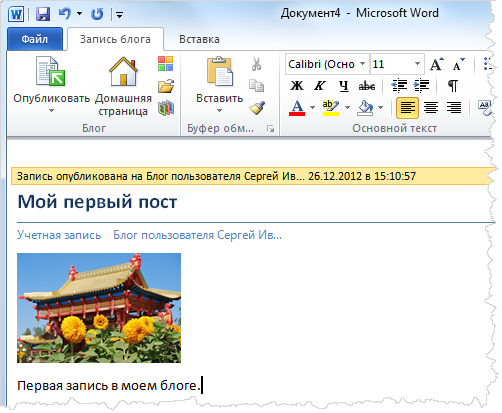 Документ4 - Microsoft Word
Файл Запись блога Вставка
Опубликовать Домашняя страница Вставить
Calibri (Осно 11
Ж К Ч abc
Блог Буфер обм... Основной текст
Запись опубликована на Блог пользователя Сергей Ив... 26.12.2012 в 15:10:57
Мой первый пост
Учетная запись Блог пользователя Сергей Ив...
Первая запись в моем блоге.